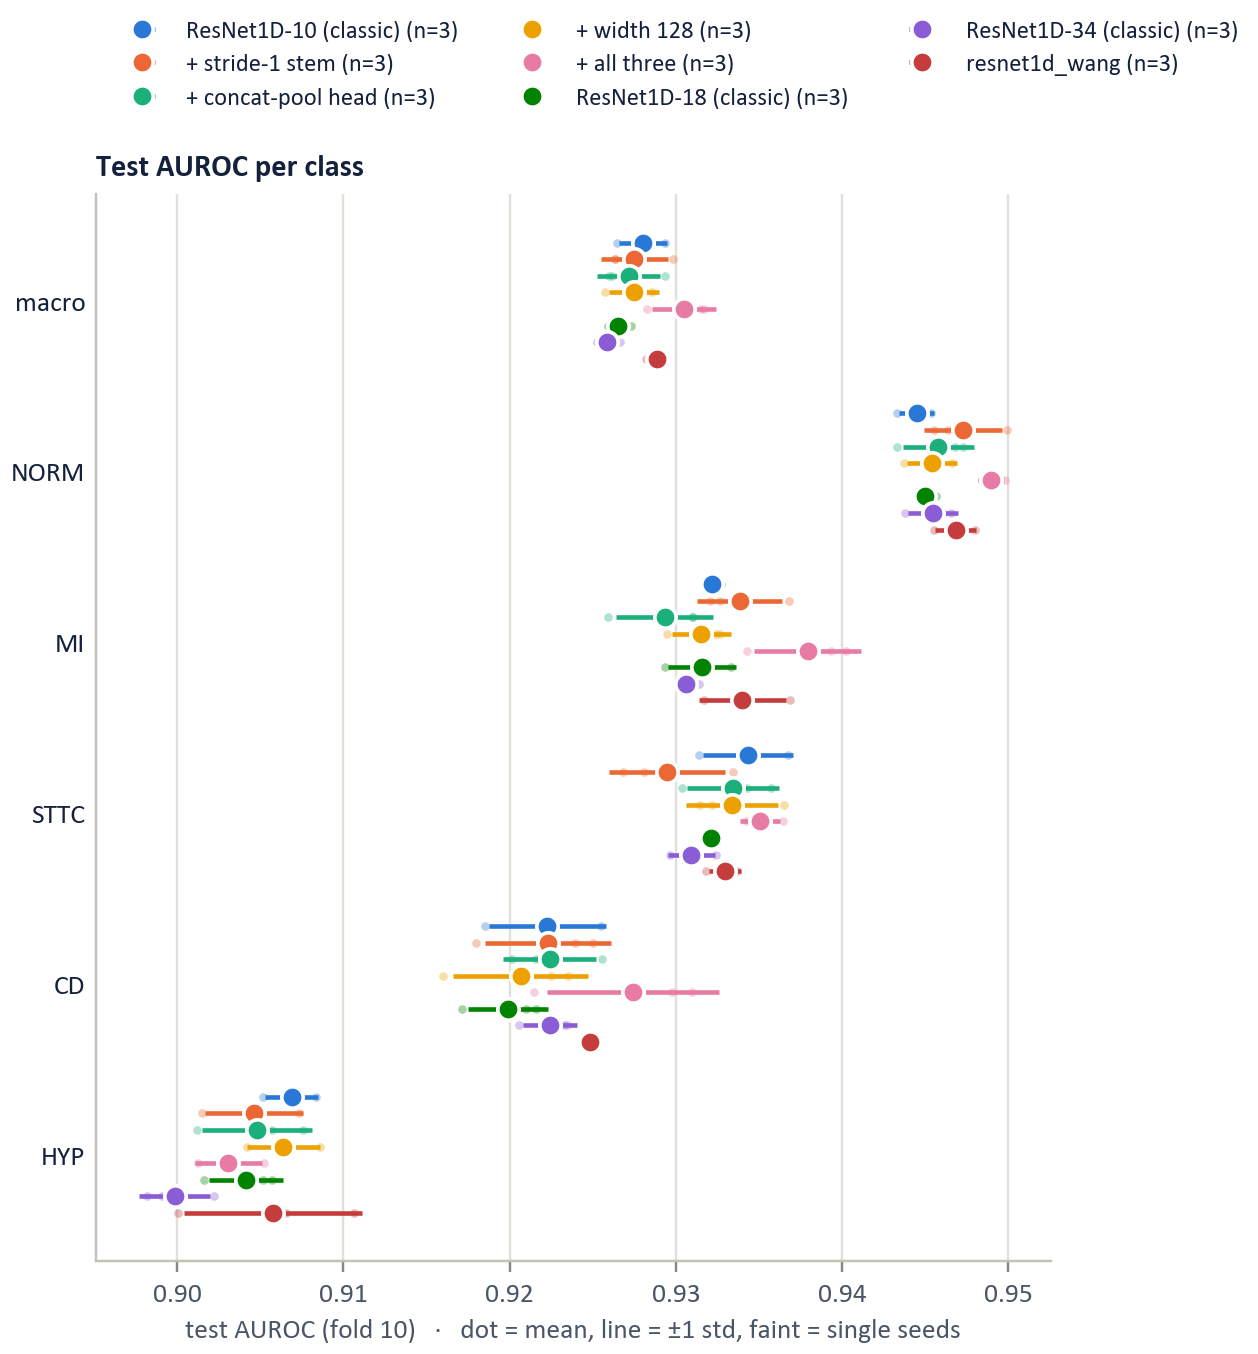 ResNet1D-10 (classic) (n=3)
+ stride-1 stem (n=3)
+ concat-pool head (n=3)
+ width 128 (n=3)
+ all three (n=3)
ResNet1D-18 (classic) (n=3)
ResNet1D-34 (classic) (n=3)
resnet1d_wang (n=3)
Test AUROC per class
macro
NORM
MI
STTC
CD
HYP
0.90 0.91 0.92 0.93 0.94 0.95
test AUROC (fold 10) · dot = mean, line = ±1 std, faint = single seeds